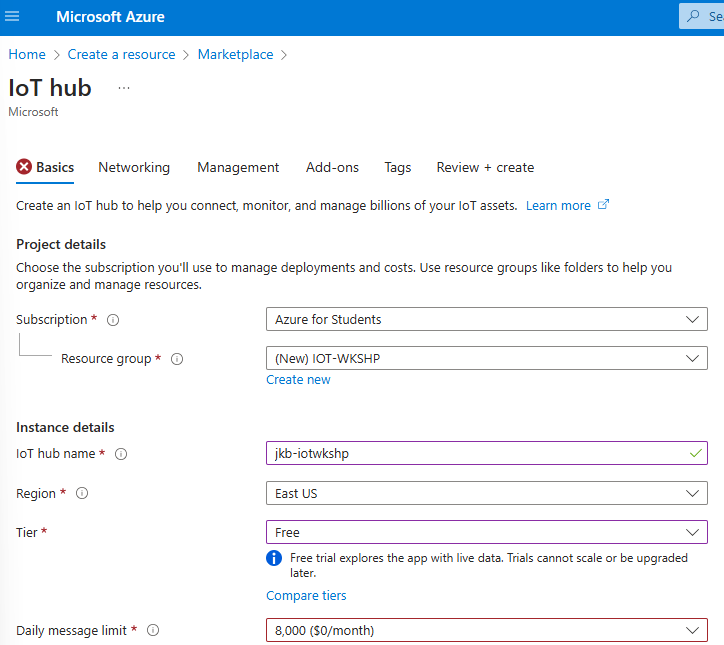 Microsoft Azure
Se
Home > Create a resource > Marketplace >
IoT hub ...
Microsoft
Basics Networking Management Add-ons Tags Review + create
Create an IoT hub to help you connect, monitor, and manage billions of your IoT assets. Learn more
Project details
Choose the subscription you'll use to manage deployments and costs. Use resource groups like folders to help you
organize and manage resources.
Subscription * Azure for Students
Resource group * (New) IOT-WKSHP
Create new
Instance details
IoT hub name * jkb-iotwkshp
Region * East US
Tier * Free
Free trial explores the app with live data. Trials cannot scale or be upgraded
later.
Compare tiers
Daily message limit * 8,000 ($0/month)